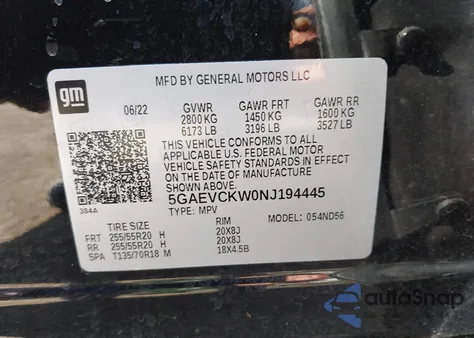 gm
MFD BY GENERAL MOTORS LLC
06/22 GVWR GAWR FRT GAWR RR
2800 KG 1450 KG 1600 KG
6173 LB 3196 LB 3527 LB
THIS VEHICLE CONFORMS TO ALL
APPLICABLE U.S. FEDERAL MOTOR
VEHICLE SAFETY STANDARDS IN EFFECT
ON THE DATE OF MANUFACTURE
SHOWN ABOVE.
384A
5GAEVCKW0NJ194445
TYPE: MPV MODEL: 054ND56
TIRE SIZE RIM
FRT 255/55R20 H 20X8J
RR 255/55R20 H 20X8J
SPA T135/70R18 M 18X4.5B
autoSnap